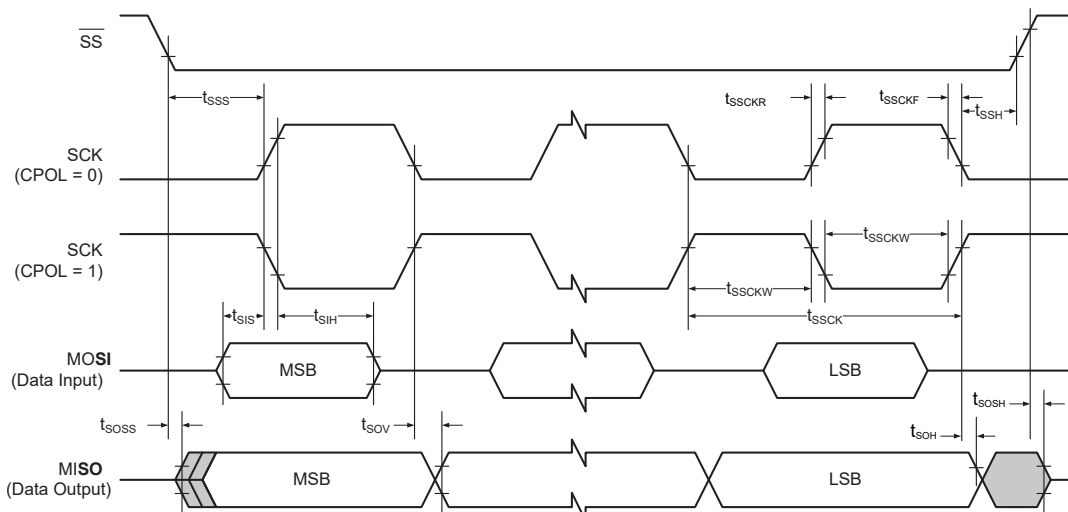 SS
tSSS
tSSCKR
tSSCKF
tSSH
SCK
(CPOL = 0)
SCK
(CPOL = 1)
tSSCKW
tSSCKW
tSSCK
tSIS
tSIH
MOSI
(Data Input)
MSB
LSB
tSOSS
tSOV
tSOH
tSOSH
MISO
(Data Output)
MSB
LSB